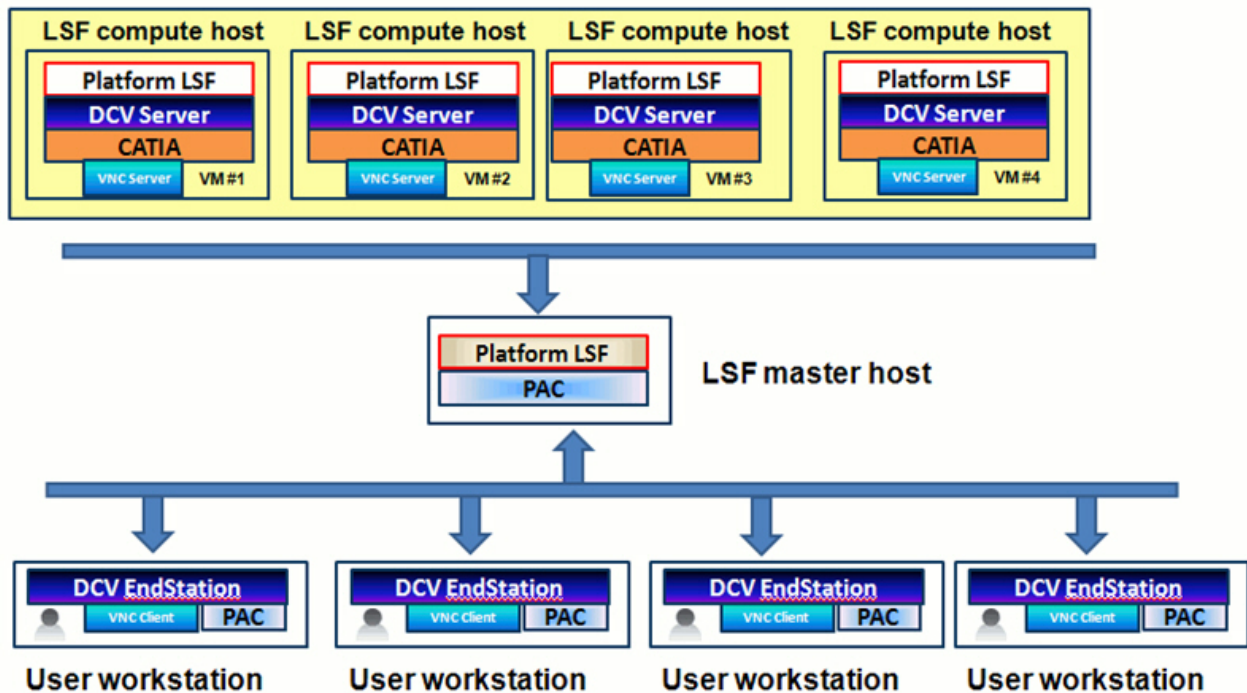 LSF compute host LSF compute host LSF compute host LSF compute host
Platform LSF Platform LSF Platform LSF Platform LSF
DCV Server DCV Server DCV Server DCV Server
CATIA CATIA CATIA CATIA
VNC Server VM #1 VNC Server VM #2 VNC Server VM #3 VNC Server VM #4
Platform LSF
PAC
LSF master host
DCV EndStation DCV EndStation DCV EndStation DCV EndStation
VNC Client PAC VNC Client PAC VNC Client PAC VNC Client PAC
User workstation User workstation User workstation User workstation